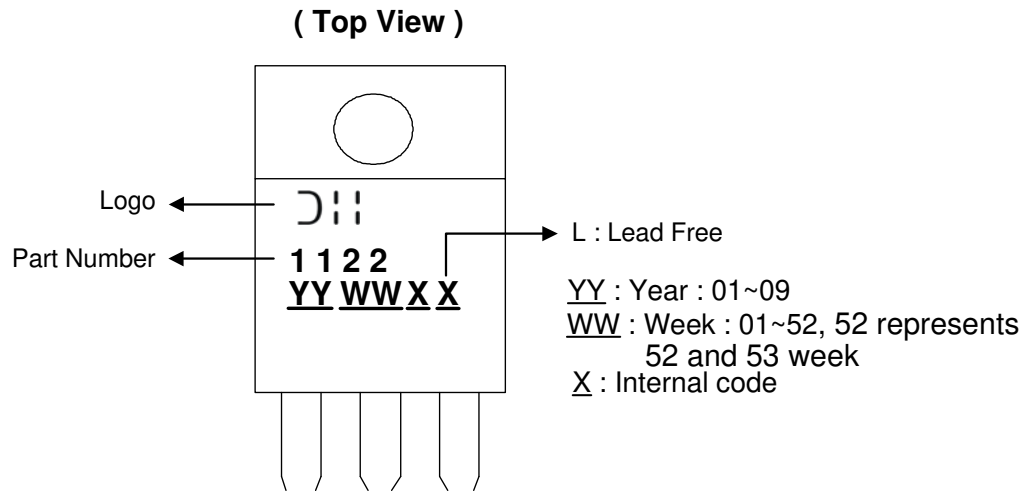 ( Top View )
Logo
Part Number
1 1 2 2
YY WW X X
L : Lead Free
YY : Year : 01~09
WW : Week : 01~52, 52 represents
52 and 53 week
X : Internal code